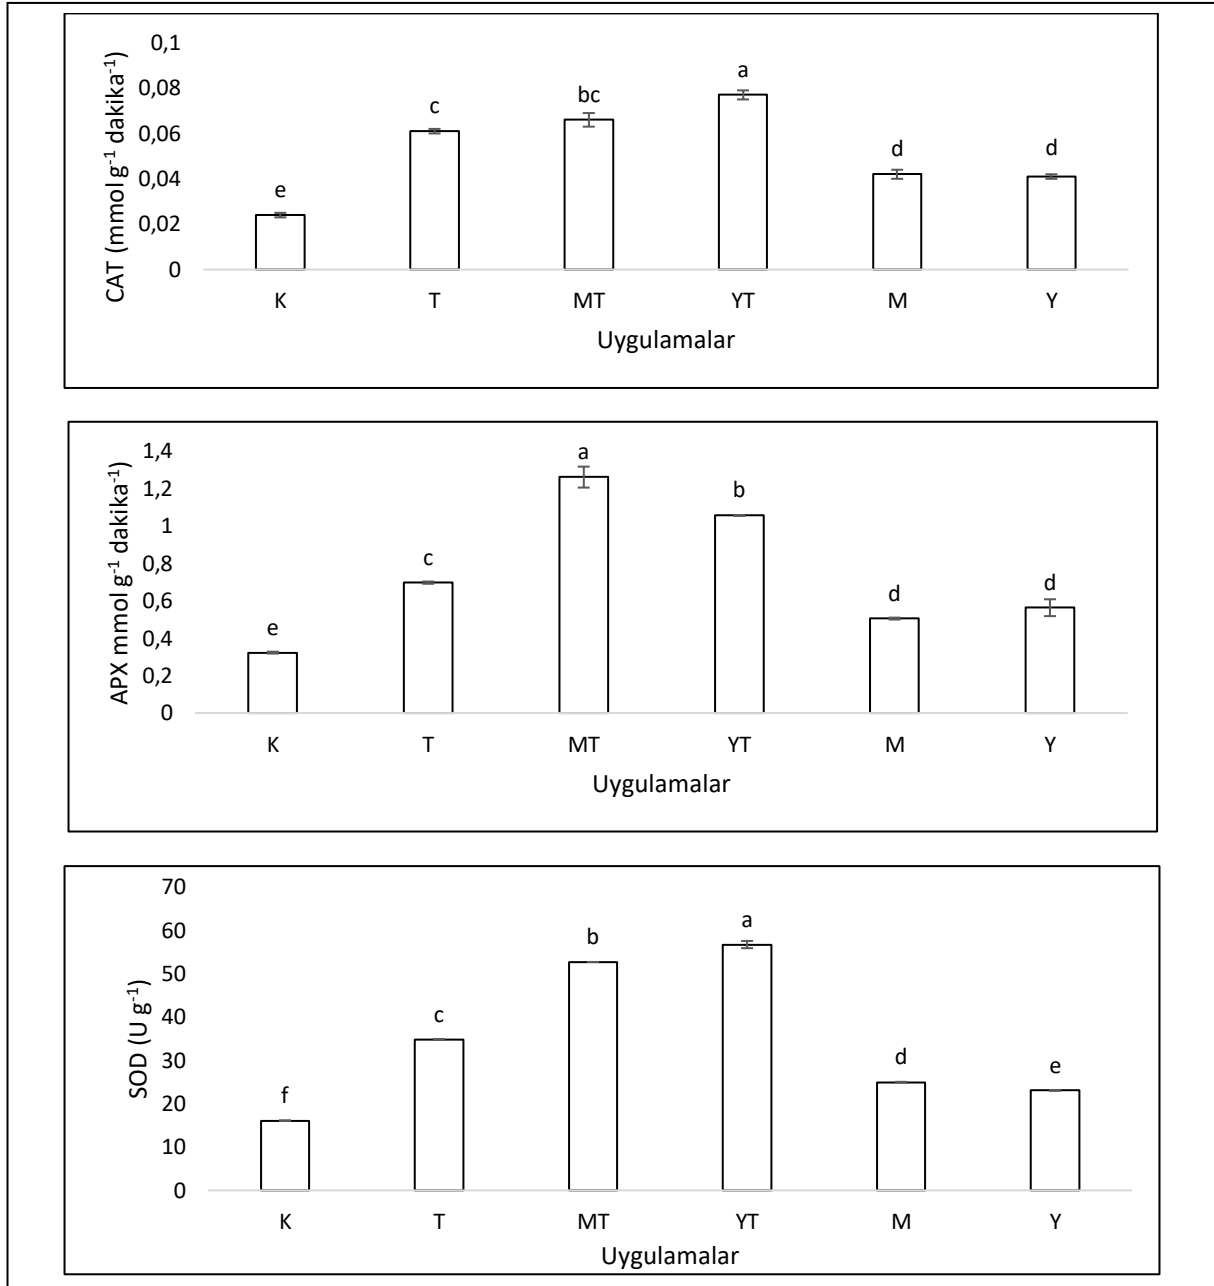 0,1
0,08
0,06
0,04
0,02
0
CAT (mmol g⁻¹ dakika⁻¹)
e
c
bc
a
d
d
K T MT YT M Y
Uygulamalar
1,4
1,2
1
0,8
0,6
0,4
0,2
0
APX mmol g⁻¹ dakika⁻¹)
e
c
a
b
d
d
K T MT YT M Y
Uygulamalar
70
60
50
40
30
20
10
0
SOD (U g⁻¹)
f
c
b
a
d
e
K T MT YT M Y
Uygulamalar